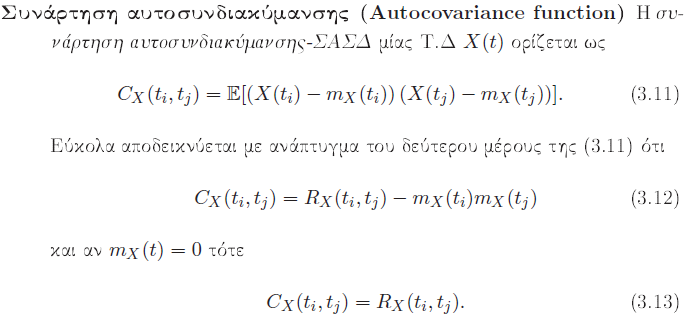 Συνάρτηση αυτοσυνδιακύμανσης (Autocovariance function) Η συ-
νάρτηση αυτοσυνδιακύμανσης-ΣΑΣΔ μίας Τ.Δ X(t) ορίζεται ως
C_X(t_i, t_j) = 𝔼[(X(t_i) − m_X(t_i)) (X(t_j) − m_X(t_j))]. (3.11)
Εύκολα αποδεικνύεται με ανάπτυγμα του δεύτερου μέρους της (3.11) ότι
C_X(t_i, t_j) = R_X(t_i, t_j) − m_X(t_i)m_X(t_j) (3.12)
και αν m_X(t) = 0 τότε
C_X(t_i, t_j) = R_X(t_i, t_j). (3.13)